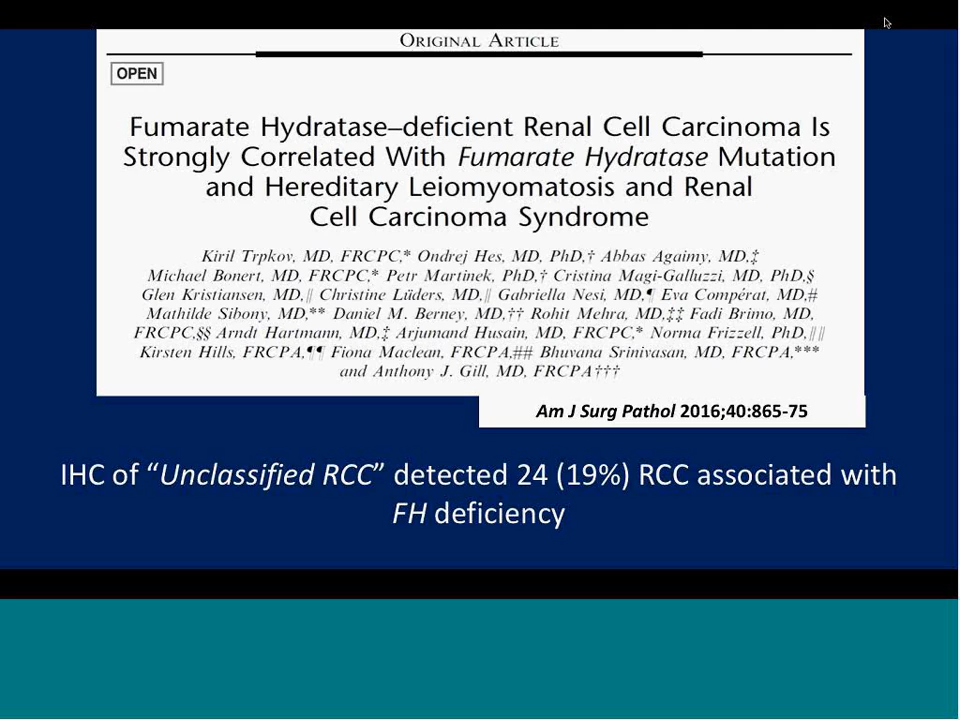 ORIGINAL ARTICLE
OPEN
Fumarate Hydratase–deficient Renal Cell Carcinoma Is
Strongly Correlated With Fumarate Hydratase Mutation
and Hereditary Leiomyomatosis and Renal
Cell Carcinoma Syndrome
Kiril Trpkov, MD, FRCPC,* Ondrej Hes, MD, PhD,† Abbas Agaimy, MD,‡
Michael Bonert, MD, FRCPC,* Petr Martinek, PhD,† Cristina Magi-Galluzzi, MD, PhD,§
Glen Kristiansen, MD,∥ Christine Lüders, MD,∥ Gabriella Nesi, MD,¶ Eva Compérat, MD,#
Mathilde Sibony, MD,** Daniel M. Berney, MD,†† Rohit Mehra, MD,‡‡ Fadi Brimo, MD,
FRCPC,§§ Arndt Hartmann, MD,‡ Arjumand Husain, MD, FRCPC,* Norma Frizzell, PhD,∥∥
Kirsten Hills, FRCPA,¶¶ Fiona Maclean, FRCPA,## Bhuvana Srinivasan, MD, FRCPA,***
and Anthony J. Gill, MD, FRCPA†††
Am J Surg Pathol 2016;40:865-75
IHC of “Unclassified RCC” detected 24 (19%) RCC associated with
FH deficiency